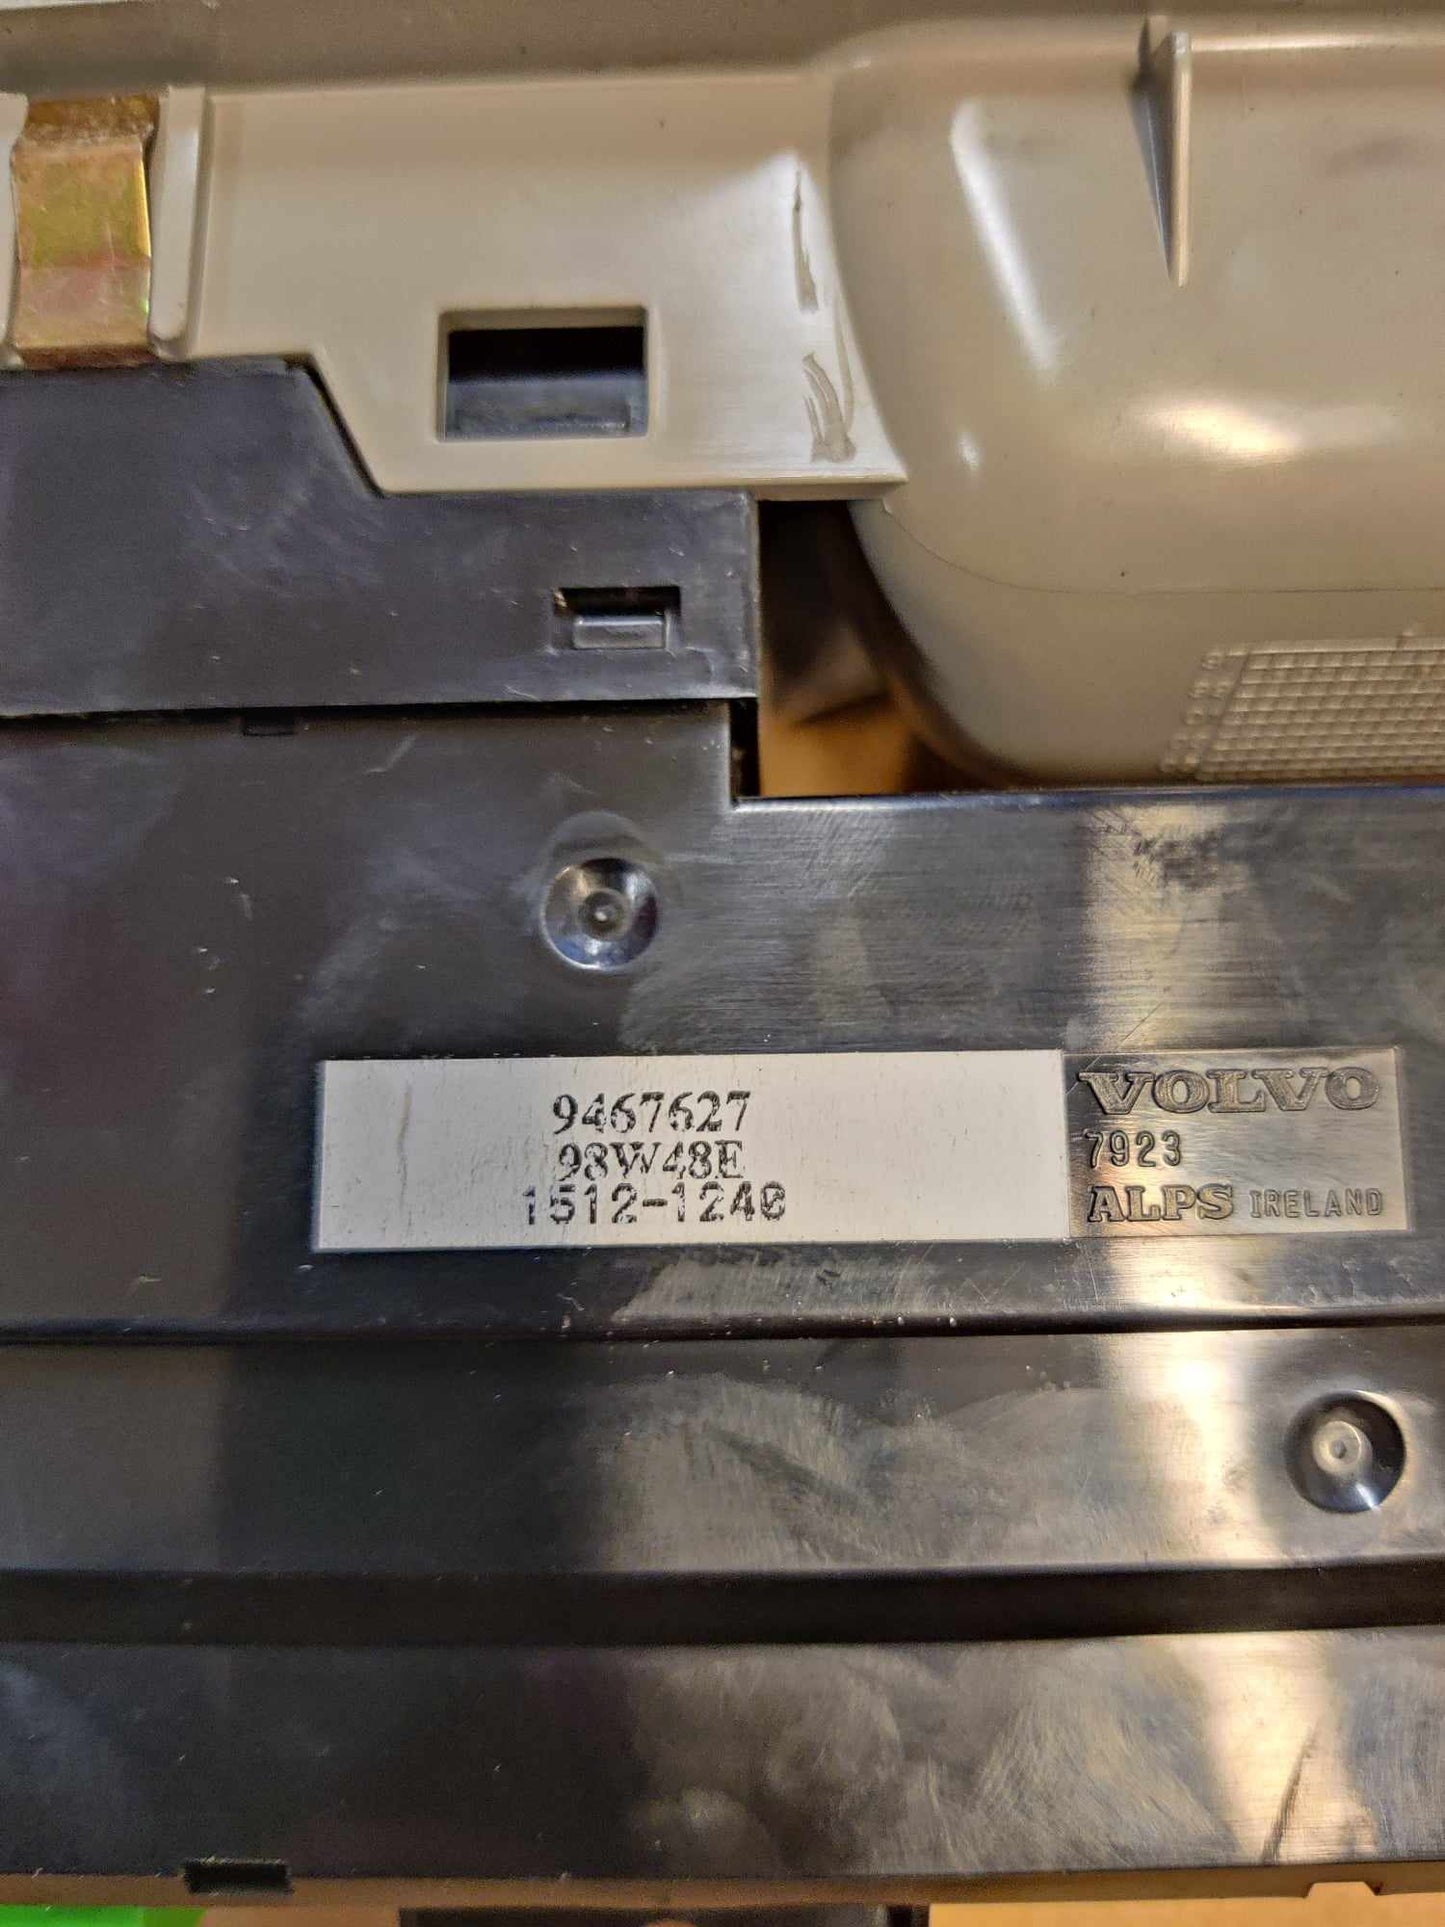 9467627
98W48E
1512-1240
VOLVO
7923
ALPS IRELAND